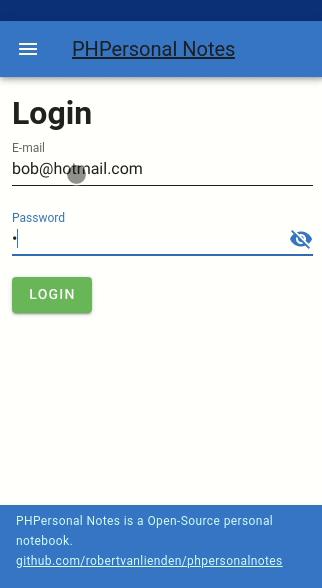 PHPersonal Notes
Login
E-mail
bob@hotmail.com
Password
•
LOGIN
PHPersonal Notes is a Open-Source personal
notebook.
github.com/robertvanlienden/phpersonalnotes